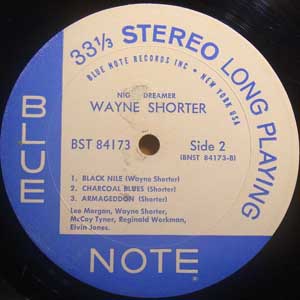 33⅓ STEREO LONG PLAYING
BLUE NOTE RECORDS INC • NEW YORK USA
NIG DREAMER
WAYNE SHORTER
BST 84173 Side 2
(BNST 84173-B)
1. BLACK NILE (Wayne Shorter)
2. CHARCOAL BLUES (Shorter)
3. ARMAGEDDON (Shorter)
Lee Morgan, Wayne Shorter,
McCoy Tyner, Reginald Workman,
Elvin Jones.
BLUE
NOTE